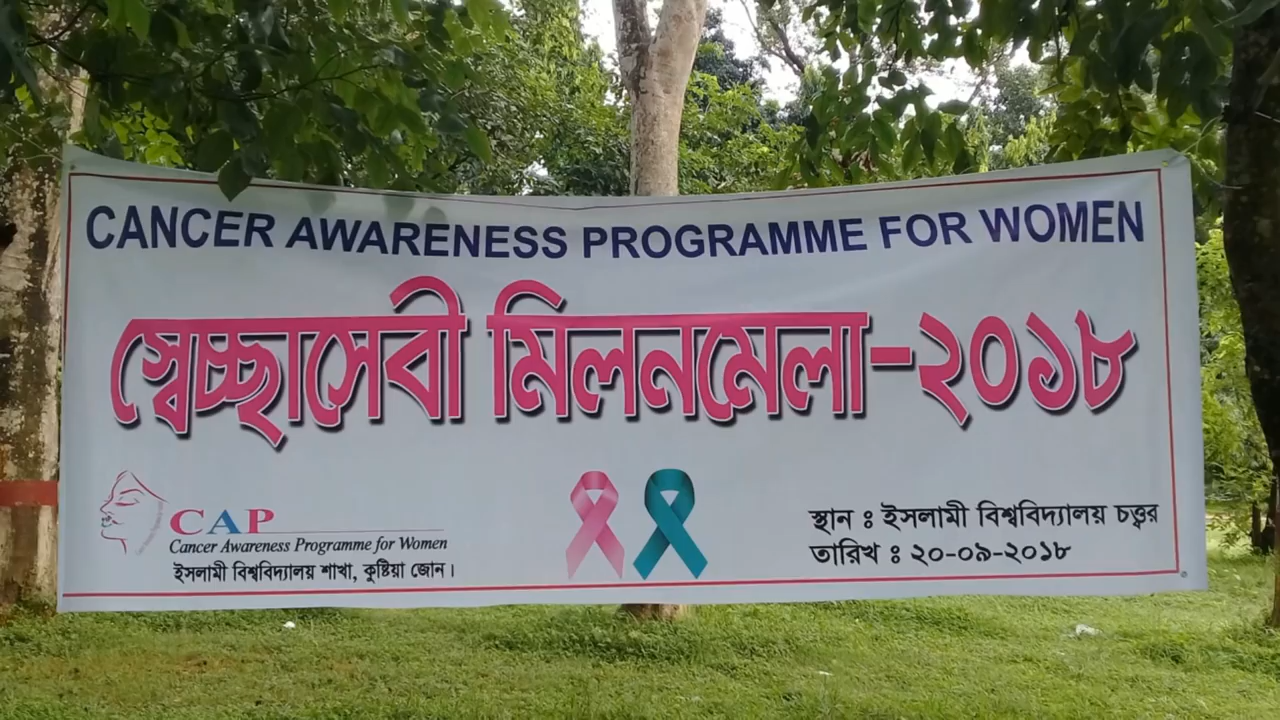 CANCER AWARENESS PROGRAMME FOR WOMEN
স্বেচ্ছাসেবী মিলনমেলা-২০১৮
CAP
Cancer Awareness Programme for Women
ইসলামী বিশ্ববিদ্যালয় শাখা, কুষ্টিয়া জোন।
স্থান ঃ ইসলামী বিশ্ববিদ্যালয় চত্ত্বর
তারিখ ঃ ২০-০৯-২০১৮